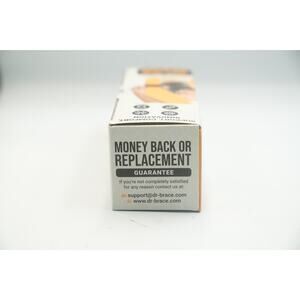 MONEY BACK OR
REPLACEMENT
GUARANTEE
If you're not completely satisfied
for any reason contact us at:
support@dr-brace.com
www.dr-brace.com